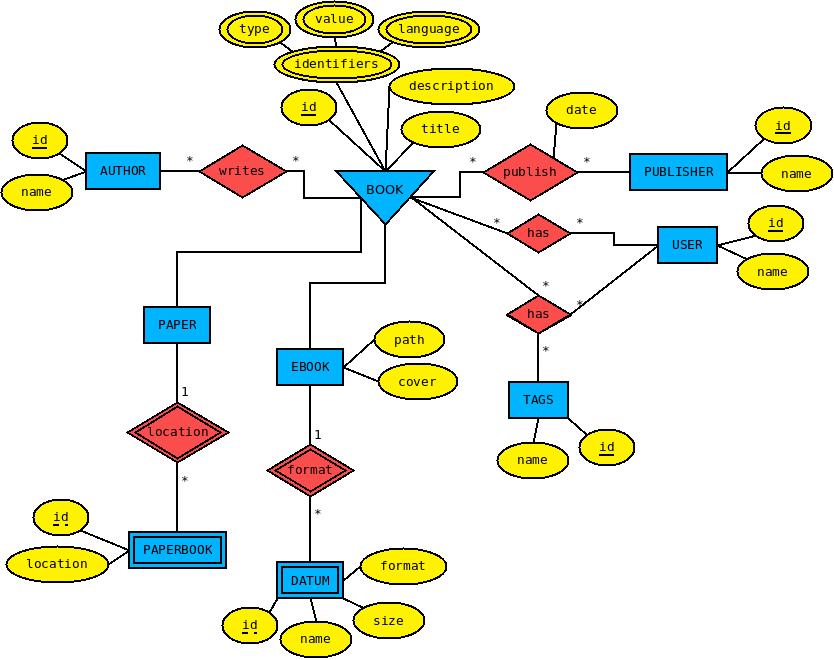 type
value
language
identifiers
description
id
title
date
id
name
id
name
AUTHOR
*
writes
*
BOOK
*
publish
*
PUBLISHER
id
name
*
has
*
USER
id
name
*
has
*
*
PAPER
EBOOK
path
cover
TAGS
name
id
1
location
*
1
format
*
id
location
PAPERBOOK
DATUM
format
id
name
size